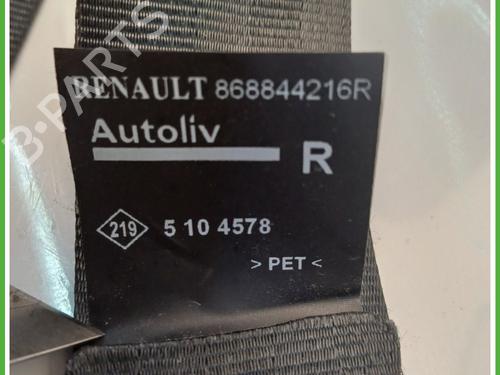 B-PARTS
RENAULT 868844216R
Autoliv
R
219 5 10 4578
> PET <